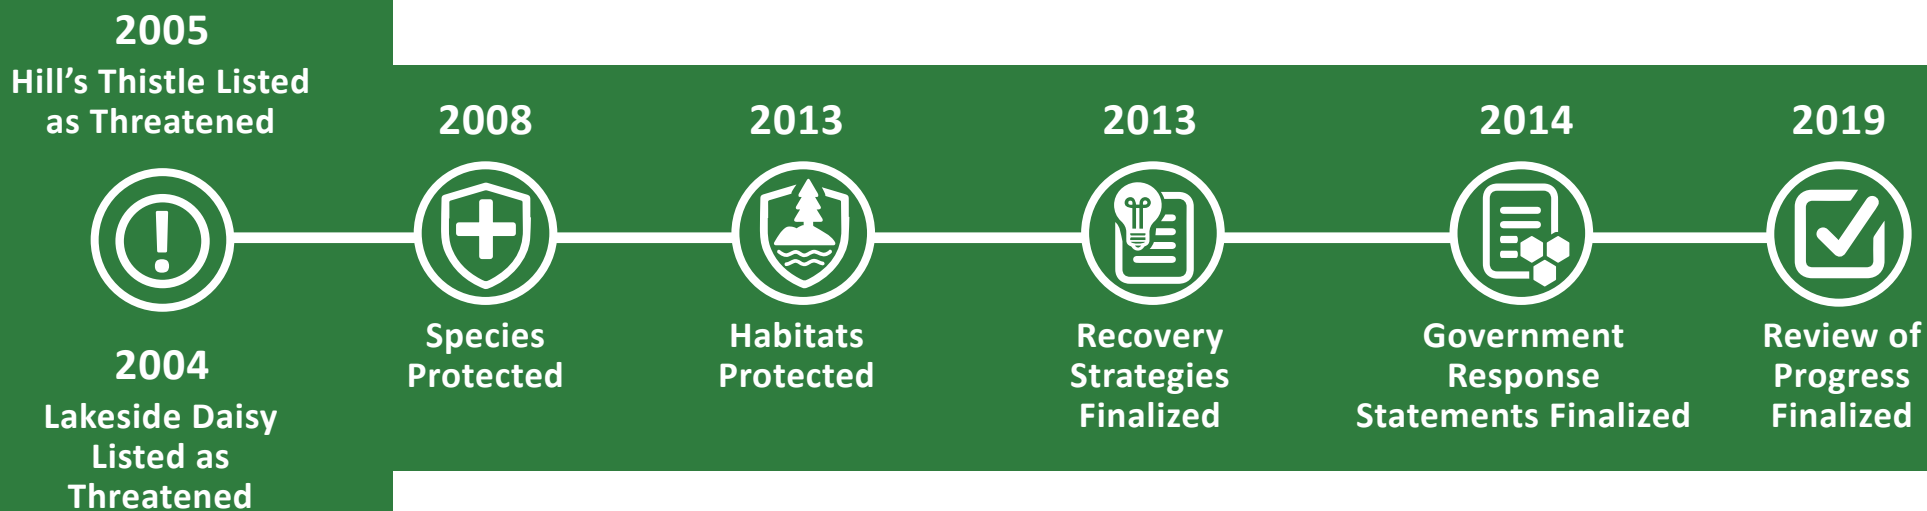 2005
Hill’s Thistle Listed
as Threatened
2004
Lakeside Daisy
Listed as
Threatened
2008
Species
Protected
2013
Habitats
Protected
2013
Recovery
Strategies
Finalized
2014
Government
Response
Statements Finalized
2019
Review of
Progress
Finalized